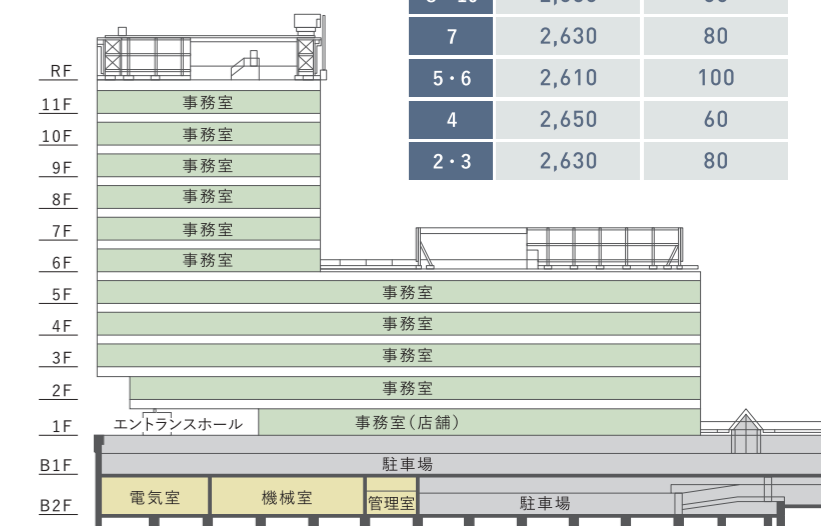 7 2,630 80
5・6 2,610 100
4 2,650 60
2・3 2,630 80
RF
11F 事務室
10F 事務室
9F 事務室
8F 事務室
7F 事務室
6F 事務室
5F 事務室
4F 事務室
3F 事務室
2F 事務室
1F エントランスホール 事務室(店舗)
B1F 駐車場
B2F 電気室 機械室 管理室 駐車場